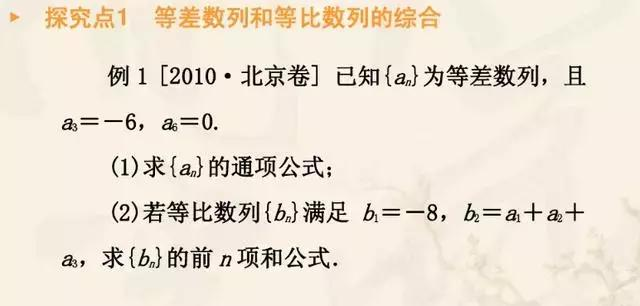 ▶ 探究点1 等差数列和等比数列的综合
例 1 [2010·北京卷] 已知{aₙ}为等差数列，且
a₃＝－6，a₆＝0.
(1)求{aₙ}的通项公式；
(2)若等比数列{bₙ}满足 b₁＝－8，b₂＝a₁＋a₂＋
a₃，求{bₙ}的前 n 项和公式.